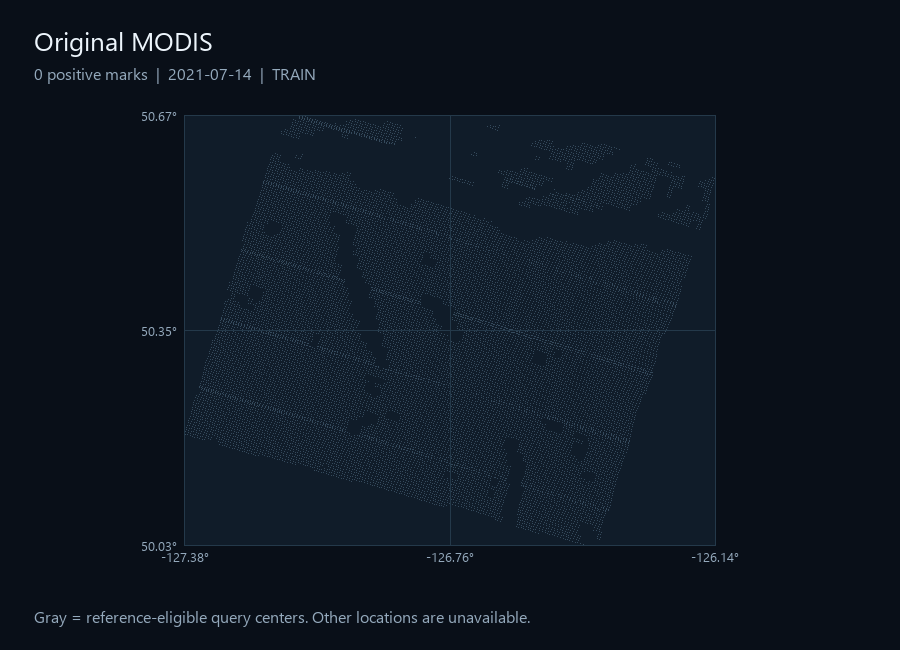 Original MODIS
0 positive marks | 2021-07-14 | TRAIN
50.67°
50.35°
50.03°
-127.38°
-126.76°
-126.14°
Gray = reference-eligible query centers. Other locations are unavailable.